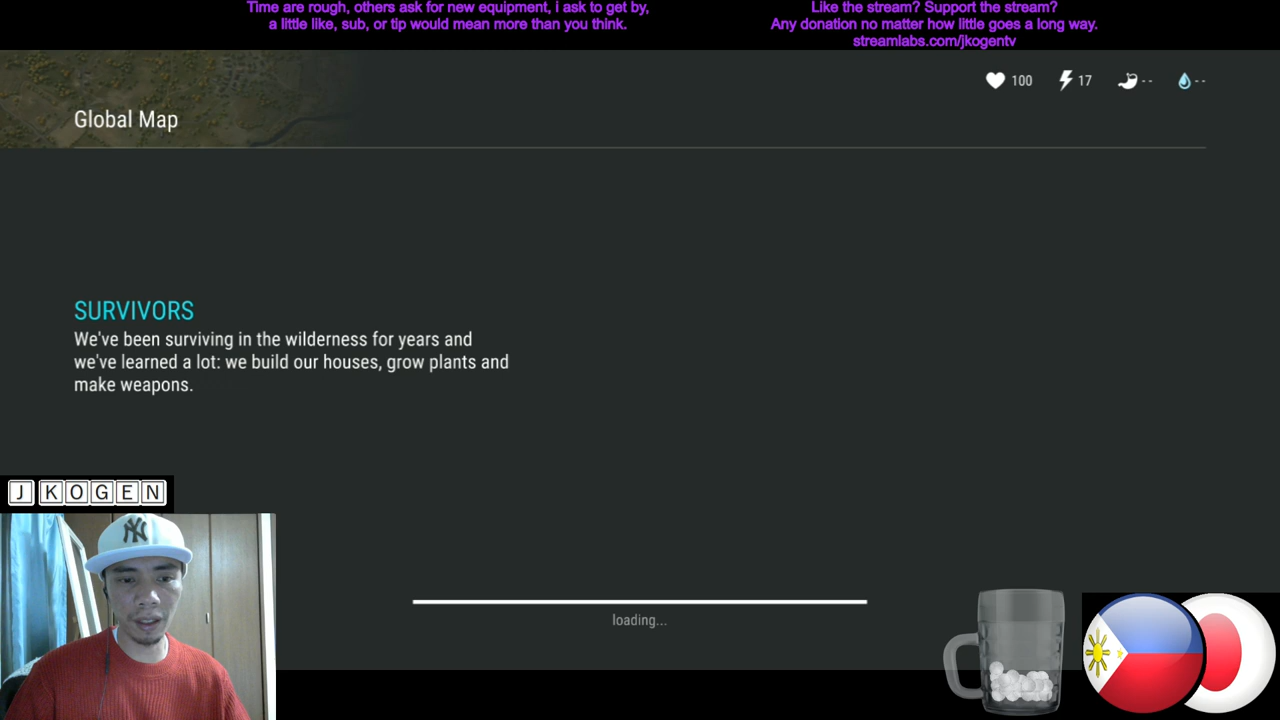 Time are rough, others ask for new equipment, i ask to get by,
a little like, sub, or tip would mean more than you think.
Like the stream? Support the stream?
Any donation no matter how little goes a long way.
streamlabs.com/jkogentv
100
17
--
--
Global Map
SURVIVORS
We've been surviving in the wilderness for years and
we've learned a lot: we build our houses, grow plants and
make weapons.
J KOGEN
NY
loading...